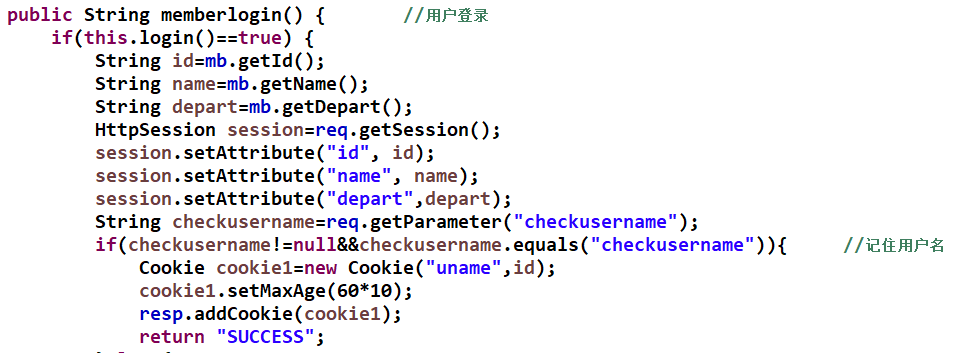 public String memberlogin() {        //用户登录
    if(this.login()==true) {
        String id=mb.getId();
        String name=mb.getName();
        String depart=mb.getDepart();
        HttpSession session=req.getSession();
        session.setAttribute("id", id);
        session.setAttribute("name", name);
        session.setAttribute("depart",depart);
        String checkusername=req.getParameter("checkusername");
        if(checkusername!=null&&checkusername.equals("checkusername")){     //记住用户名
            Cookie cookie1=new Cookie("uname",id);
            cookie1.setMaxAge(60*10);
            resp.addCookie(cookie1);
            return "SUCCESS";